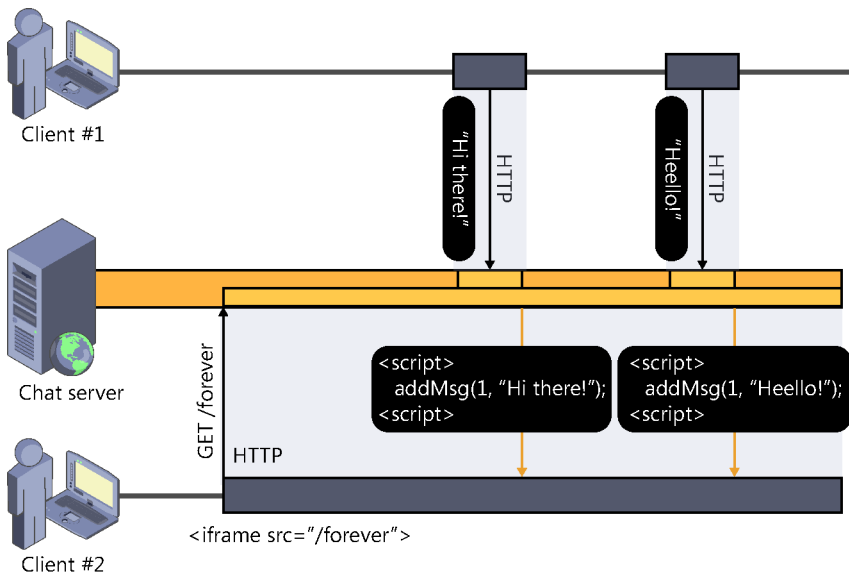 Client #1
“Hi there!”
HTTP
“Heello!”
HTTP
Chat server
GET /forever
HTTP
<script>
addMsg(1, “Hi there!”);
<script>
<script>
addMsg(1, “Heello!”);
<script>
<iframe src=”/forever”>
Client #2